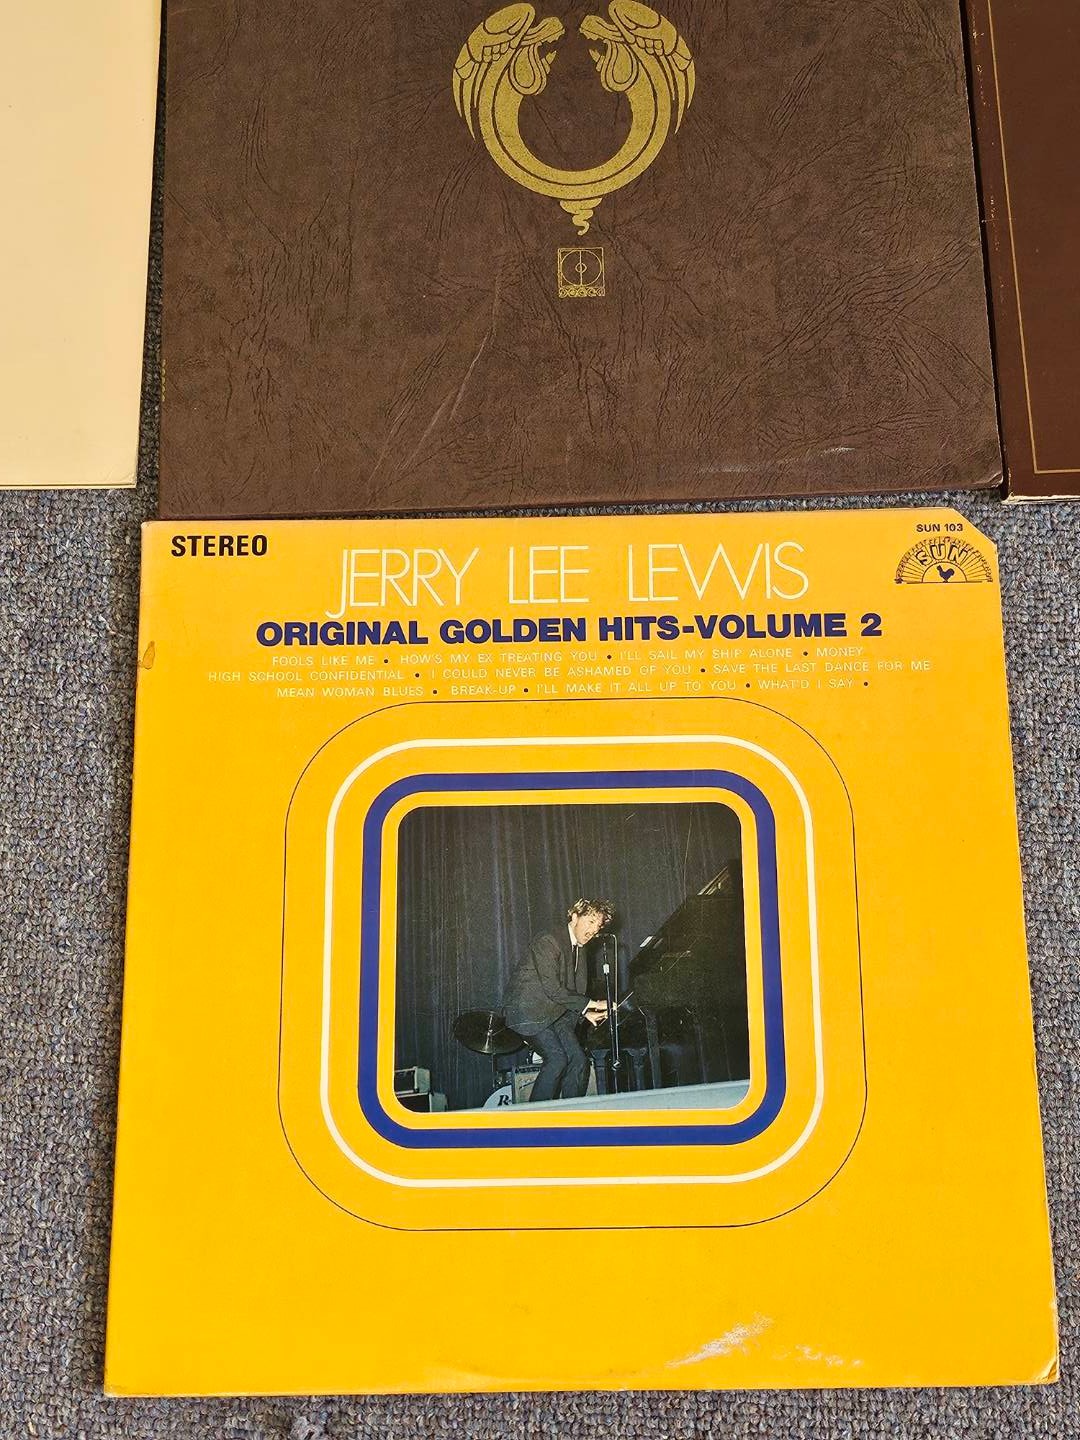 STEREO
SUN 103
SUN
JERRY LEE LEWIS
ORIGINAL GOLDEN HITS-VOLUME 2
FOOLS LIKE ME • HOW'S MY EX TREATING YOU • I'LL SAIL MY SHIP ALONE • MONEY
HIGH SCHOOL CONFIDENTIAL • I COULD NEVER BE ASHAMED OF YOU • SAVE THE LAST DANCE FOR ME
MEAN WOMAN BLUES • BREAK-UP • I'LL MAKE IT ALL UP TO YOU • WHAT'D I SAY •